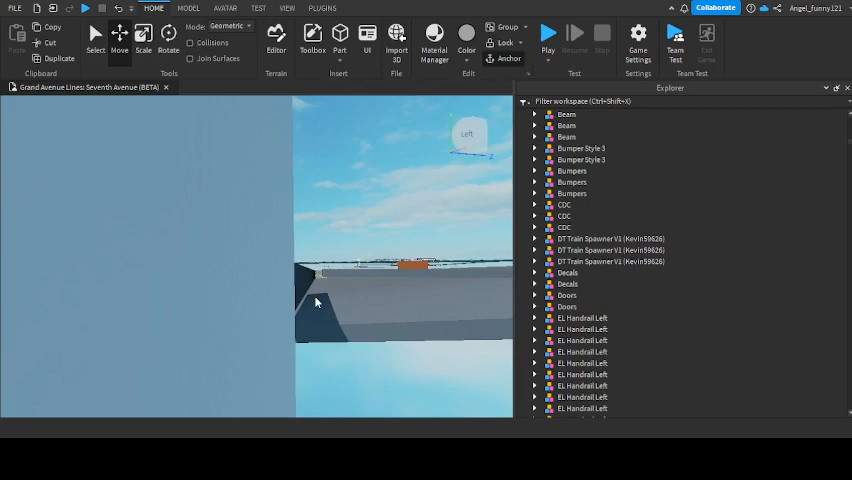 FILE HOME MODEL AVATAR TEST VIEW PLUGINS Collaborate Angel_funny121
Paste Copy Cut Duplicate Clipboard
Select Move Scale Rotate Mode: Geometric Collisions Join Surfaces Tools
Editor Terrain
Toolbox Part UI Insert
Import 3D File
Material Manager Color Group Lock Anchor Edit
Play Resume Stop Test
Game Settings Settings
Team Test Exit Game Team Test
Grand Avenue Lines: Seventh Avenue (BETA)
Explorer
Filter workspace (Ctrl+Shift+X)
Left
Beam
Beam
Beam
Bumper Style 3
Bumper Style 3
Bumpers
Bumpers
Bumpers
CDC
CDC
CDC
DT Train Spawner V1 (Kevin59626)
DT Train Spawner V1 (Kevin59626)
DT Train Spawner V1 (Kevin59626)
Decals
Decals
Doors
Doors
EL Handrail Left
EL Handrail Left
EL Handrail Left
EL Handrail Left
EL Handrail Left
EL Handrail Left
EL Handrail Left
EL Handrail Left
EL Handrail Left